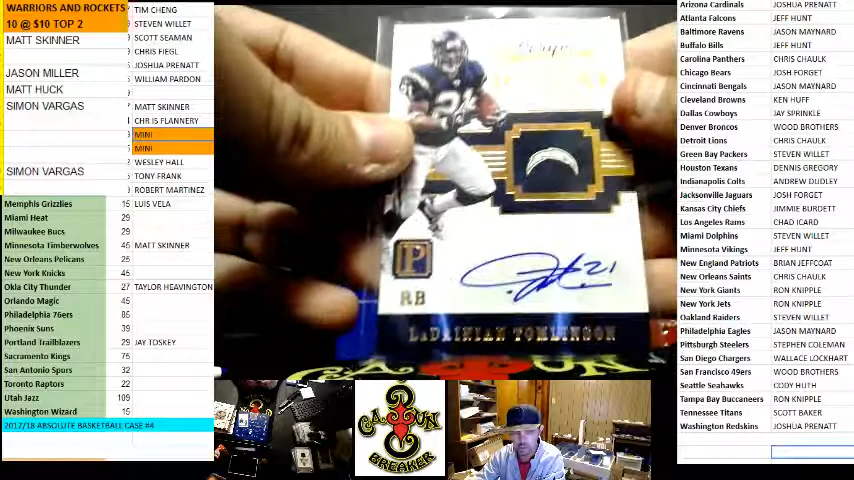 WARRIORS AND ROCKETS
10 @ $10 TOP 2
MATT SKINNER
JASON MILLER
MATT HUCK
SIMON VARGAS
SIMON VARGAS
TIM CHENG
STEVEN WILLET
SCOTT SEAMAN
CHRIS FIEGL
JOSHUA PRENATT
WILLIAM PARDON
MATT SKINNER
CHR IS FLANNERY
MINI
MINI
WESLEY HALL
TONY FRANK
ROBERT MARTINEZ
Memphis Grizzlies 15 LUIS VELA
Miami Heat 29
Milwaukee Bucs 29
Minnesota Timberwolves 45 MATT SKINNER
New Orleans Pelicans 25
New York Knicks 45
Okla City Thunder 27 TAYLOR HEAVINGTON
Orlando Magic 45
Philadelphia 76ers 85
Phoenix Suns 39
Portland Trailblazers 29 JAY TOSKEY
Sacramento Kings 75
San Antonio Spurs 32
Toronto Raptors 22
Utah Jazz 109
Washington Wizard 15
2017/18 ABSOLUTE BASKETBALL CASE #4
21
P
RB
21
LaDAINIAN TOMLINSON
CAJUN
BREAKER
Arizona Cardinals JOSHUA PRENATT
Atlanta Falcons JEFF HUNT
Baltimore Ravens JASON MAYNARD
Buffalo Bills JEFF HUNT
Carolina Panthers CHRIS CHAULK
Chicago Bears JOSH FORGET
Cincinnati Bengals JASON MAYNARD
Cleveland Browns KEN HUFF
Dallas Cowboys JAY SPRINKLE
Denver Broncos WOOD BROTHERS
Detroit Lions CHRIS CHAULK
Green Bay Packers STEVEN WILLET
Houston Texans DENNIS GREGORY
Indianapolis Colts ANDREW DUDLEY
Jacksonville Jaguars JOSH FORGET
Kansas City Chiefs JIMMIE BURDETT
Los Angeles Rams CHAD ICARD
Miami Dolphins STEVEN WILLET
Minnesota Vikings JEFF HUNT
New England Patriots BRIAN JEFFCOAT
New Orleans Saints CHRIS CHAULK
New York Giants RON KNIPPLE
New York Jets RON KNIPPLE
Oakland Raiders STEVEN WILLET
Philadelphia Eagles JASON MAYNARD
Pittsburgh Steelers STEPHEN COLEMAN
San Diego Chargers WALLACE LOCKHART
San Francisco 49ers WOOD BROTHERS
Seattle Seahawks CODY HUTH
Tampa Bay Buccaneers RON KNIPPLE
Tennessee Titans SCOTT BAKER
Washington Redskins JOSHUA PRENATT